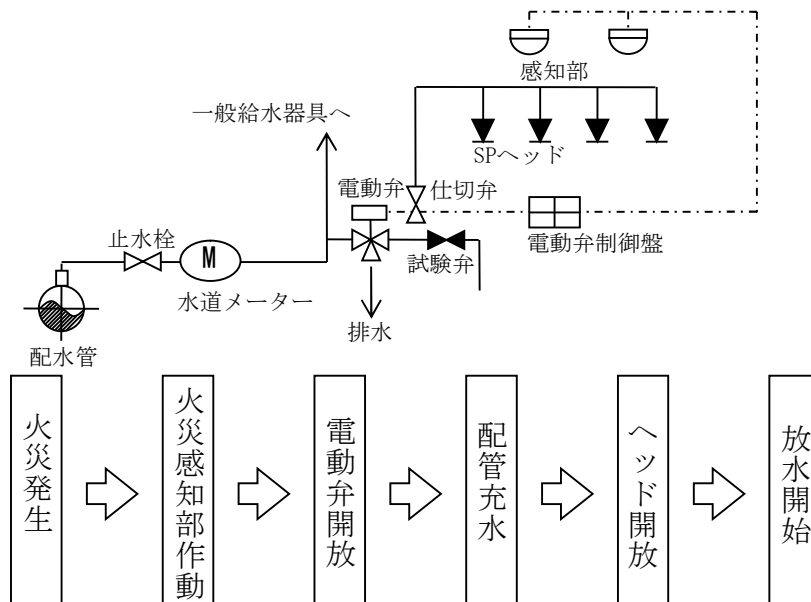 感知部
一般給水器具へ
SPヘッド
電動弁
仕切弁
止水栓
M
電動弁制御盤
試験弁
水道メーター
排水
配水管
火災発生
火災感知部作動
電動弁開放
配管充水
ヘッド開放
放水開始